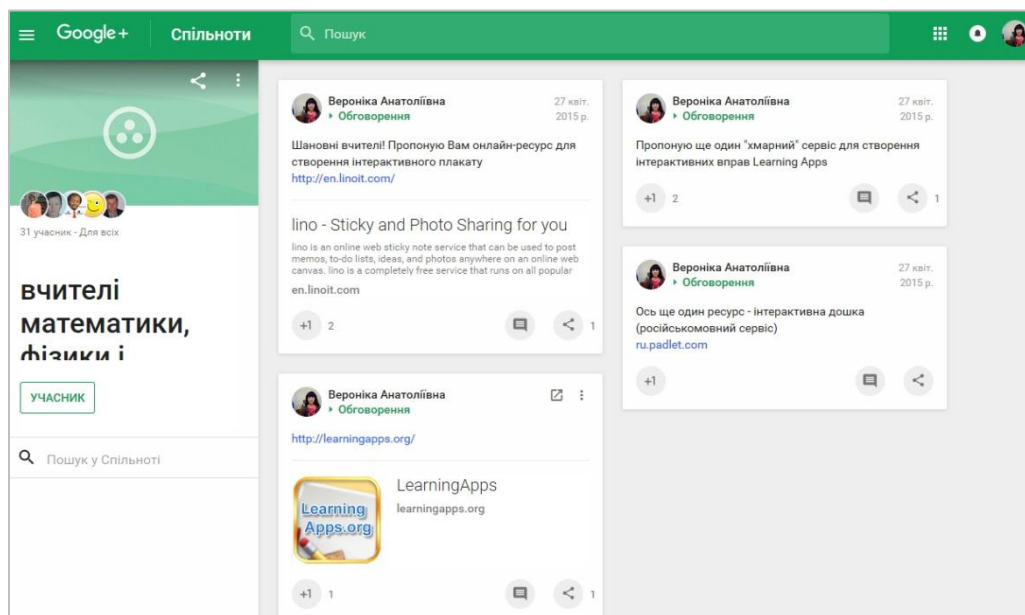 Google+ Спільноти Пошук
31 учасник - Для всіх
вчителі
математики,
фізики і
УЧАСНИК
Пошук у Спільноті
Вероніка Анатоліївна 27 квіт.
Обговорення 2015 р.
Шановні вчителі! Пропоную Вам онлайн-ресурс для
створення інтерактивного плакату
http://en.linoit.com/
lino - Sticky and Photo Sharing for you
lino is an online web sticky note service that can be used to post
memos, to-do lists, ideas, and photos anywhere on an online web
canvas. lino is a completely free service that runs on all popular
en.linoit.com
+1 2 1
Вероніка Анатоліївна
Обговорення
http://learningapps.org/
LearningApps
learningapps.org
Learning
Apps.org
+1 1 1
Вероніка Анатоліївна 27 квіт.
Обговорення 2015 р.
Пропоную ще один "хмарний" сервіс для створення
інтерактивних вправ Learning Apps
+1 2 1
Вероніка Анатоліївна 27 квіт.
Обговорення 2015 р.
Ось ще один ресурс - інтерактивна дошка
(російськомовний сервіс)
ru.padlet.com
+1